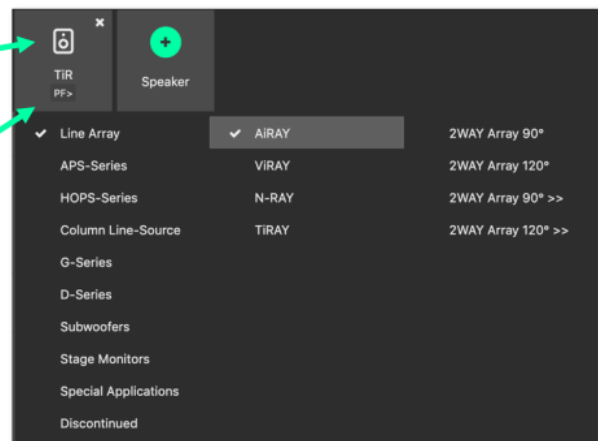 TiR
PF>
Speaker
Line Array
APS-Series
HOPS-Series
Column Line-Source
G-Series
D-Series
Subwoofers
Stage Monitors
Special Applications
Discontinued
AiRAY
ViRAY
N-RAY
TiRAY
2WAY Array 90°
2WAY Array 120°
2WAY Array 90° >>
2WAY Array 120° >>